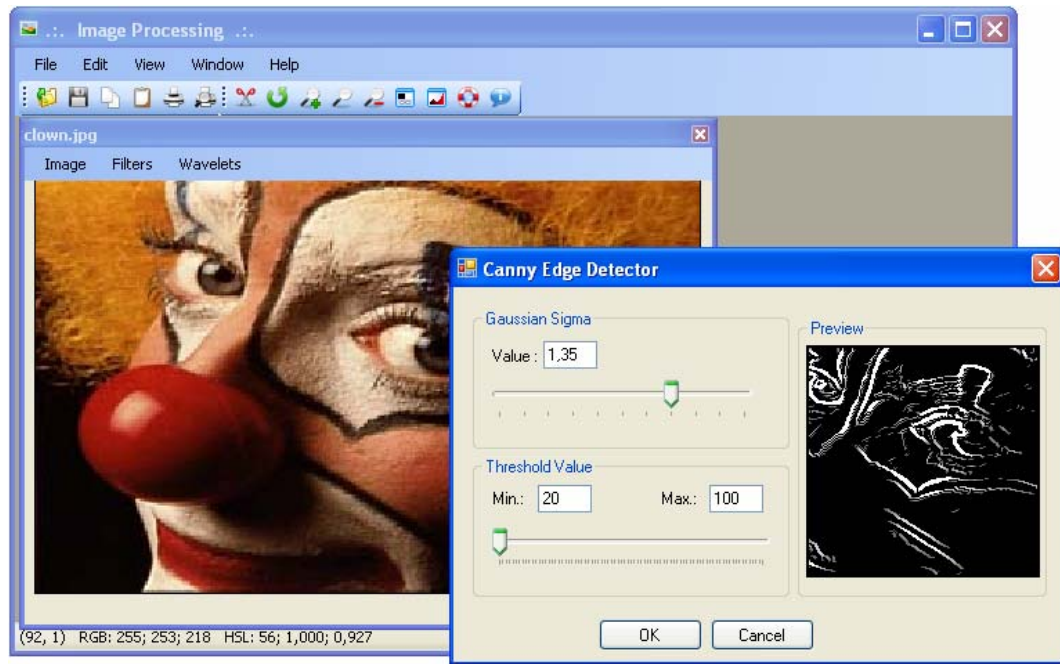 .:. Image Processing .:.
File Edit View Window Help
clown.jpg
Image Filters Wavelets
Canny Edge Detector
Gaussian Sigma
Value : 1,35
Preview
Threshold Value
Min.: 20 Max.: 100
OK Cancel
(92, 1) RGB: 255; 253; 218 HSL: 56; 1,000; 0,927